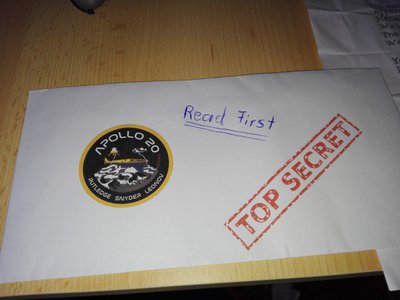 Read First
APOLLO 20
RUTLEDGE SNYDER LEONOV
TOP SECRET